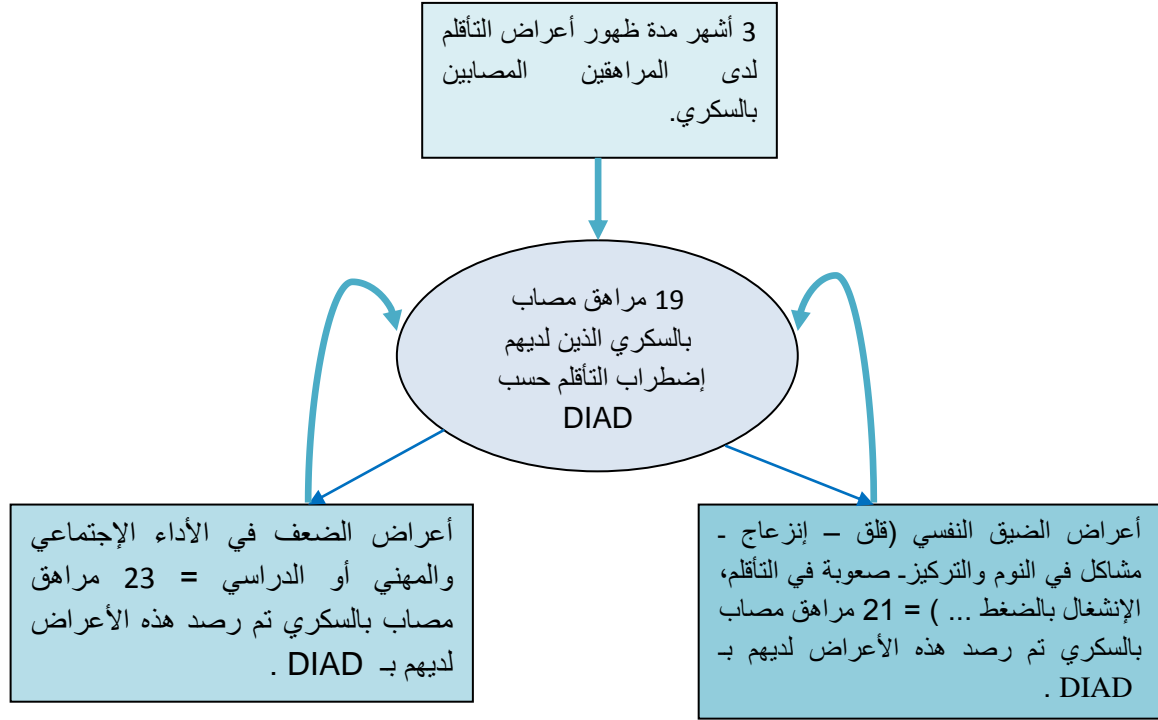 3 أشهر مدة ظهور أعراض التأقلم
لدى المراهقين المصابين
بالسكري.
19 مراهق مصاب
بالسكري الذين لديهم
إضطراب التأقلم حسب
DIAD
أعراض الضيق النفسي (قلق – إنزعاج ـ
مشاكل في النوم والتركيزـ صعوبة في التأقلم،
الإنشغال بالضغط ... ) = 21 مراهق مصاب
بالسكري تم رصد هذه الأعراض لديهم بـ
DIAD .
أعراض الضعف في الأداء الإجتماعي
والمهني أو الدراسي = 23 مراهق
مصاب بالسكري تم رصد هذه الأعراض
لديهم بـ DIAD .